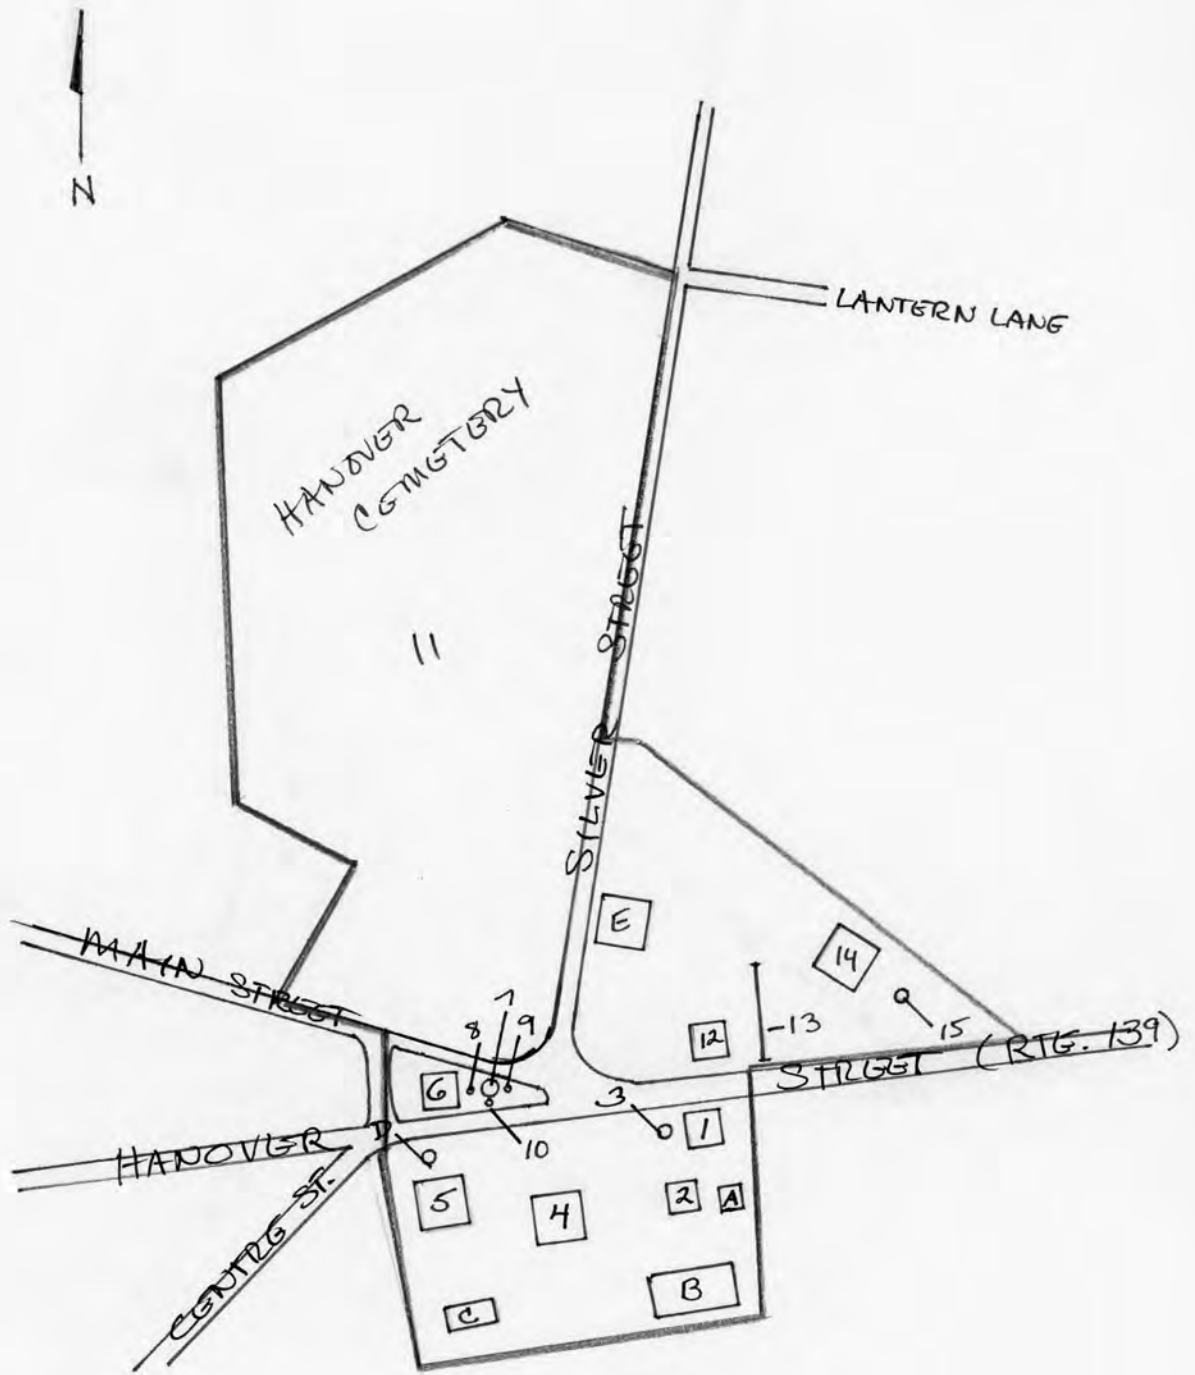 N
LANTERN LANE
HANOVER
CEMETERY
11
SILVER STREET
E
14
MAIN STREET
7
8
9
12
-13
15
6
3
STREET (RTE. 139)
10
1
HANOVER
D
CENTRE ST.
5
4
2
A
C
B